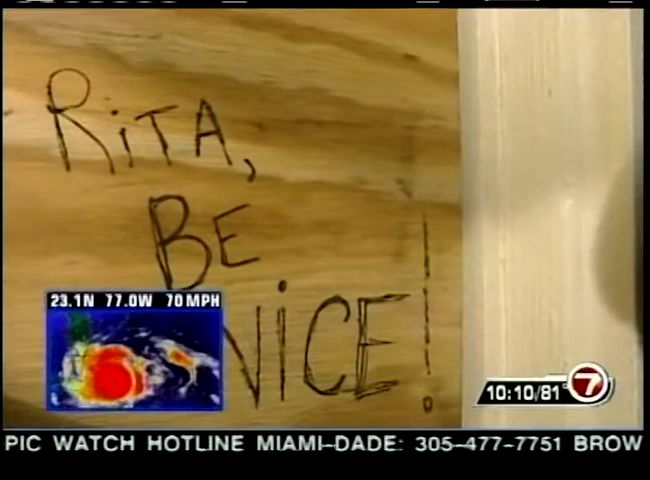 RiTA,
BE
NiCE!
23.1N 77.0W 70MPH
10:10/81° 7
PIC WATCH HOTLINE MIAMI-DADE: 305-477-7751 BROW